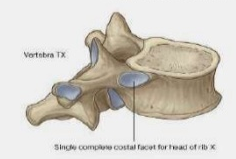 Vertebra TX
Single complete costal facet for head of rib X